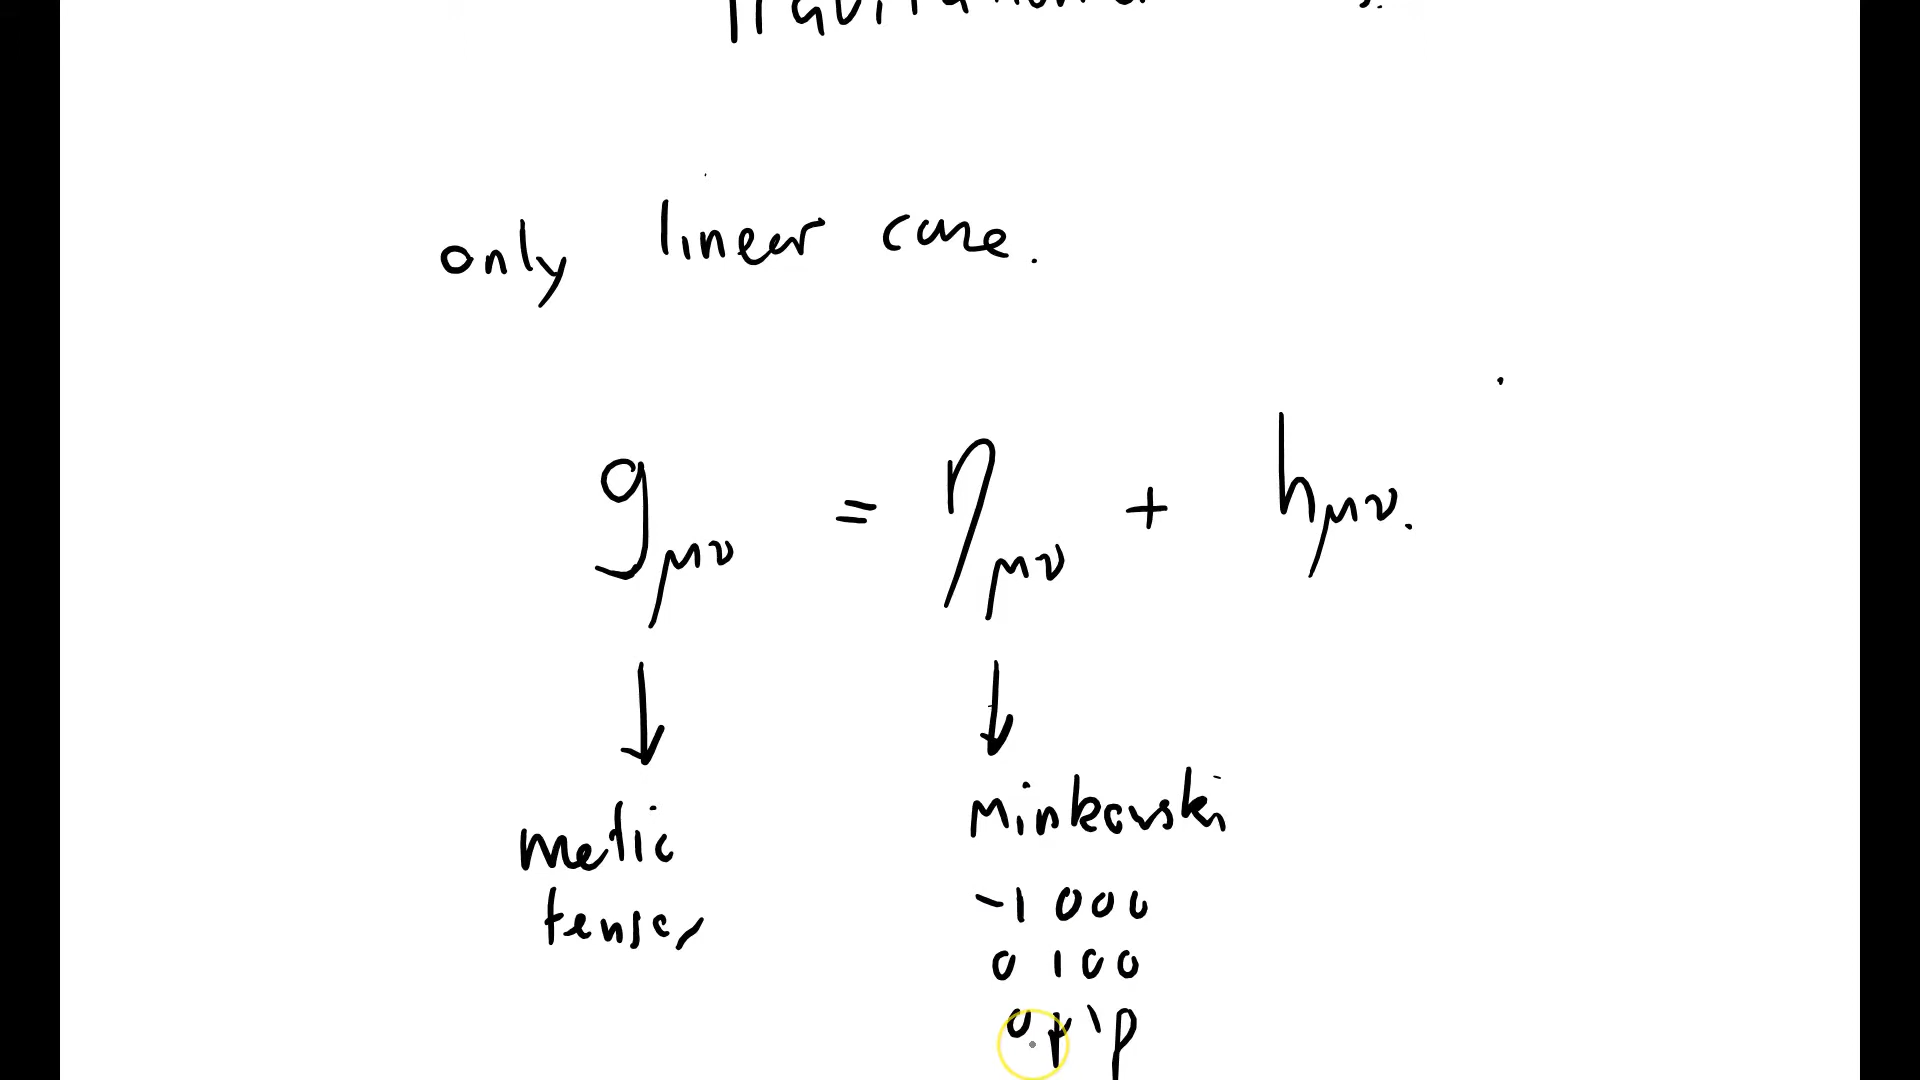 only linear case.
g_μν = η_μν + h_μν.
↓ ↓
metric Minkowski
tensor
-1 0 0 0
0 1 0 0